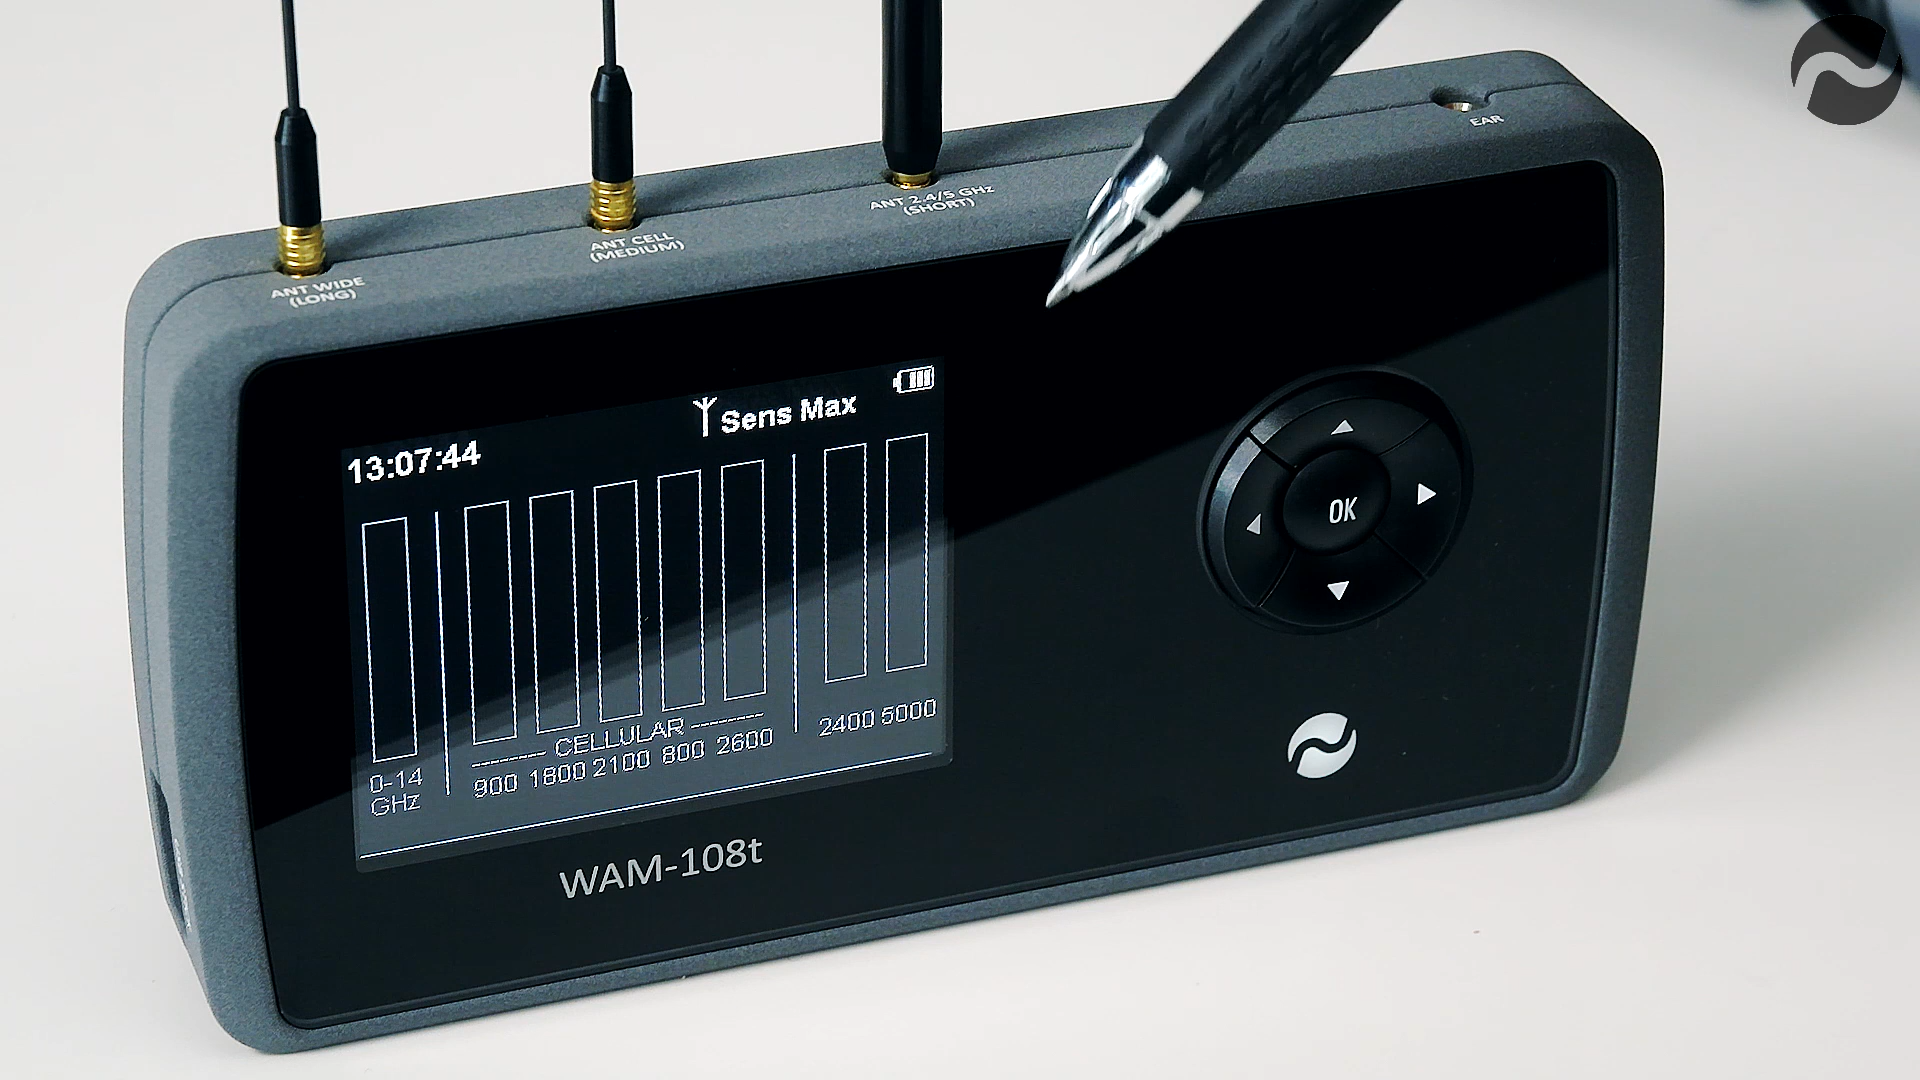 EAR
ANT 2.4/5 GHz
(SHORT)
ANT CELL
(MEDIUM)
ANT WIDE
(LONG)
Sens Max
13:07:44
OK
-------- CELLULAR --------
0-14
GHz
900 1800 2100 800 2600
2400 5000
WAM-108t